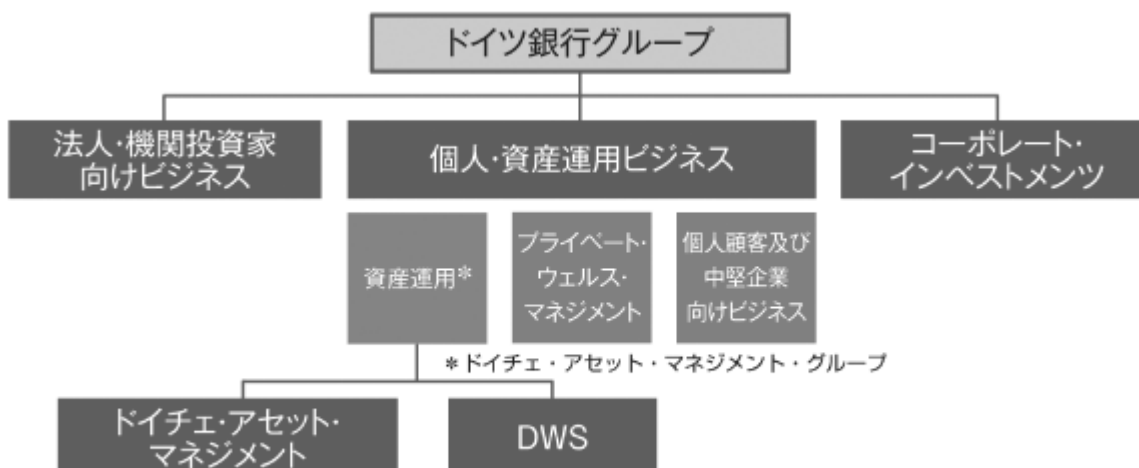 ドイツ銀行グループ
法人・機関投資家
向けビジネス
個人・資産運用ビジネス
コーポレート・
インベストメンツ
資産運用*
プライベート・
ウェルス・
マネジメント
個人顧客及び
中堅企業
向けビジネス
*ドイチェ・アセット・マネジメント・グループ
ドイチェ・アセット・
マネジメント
DWS